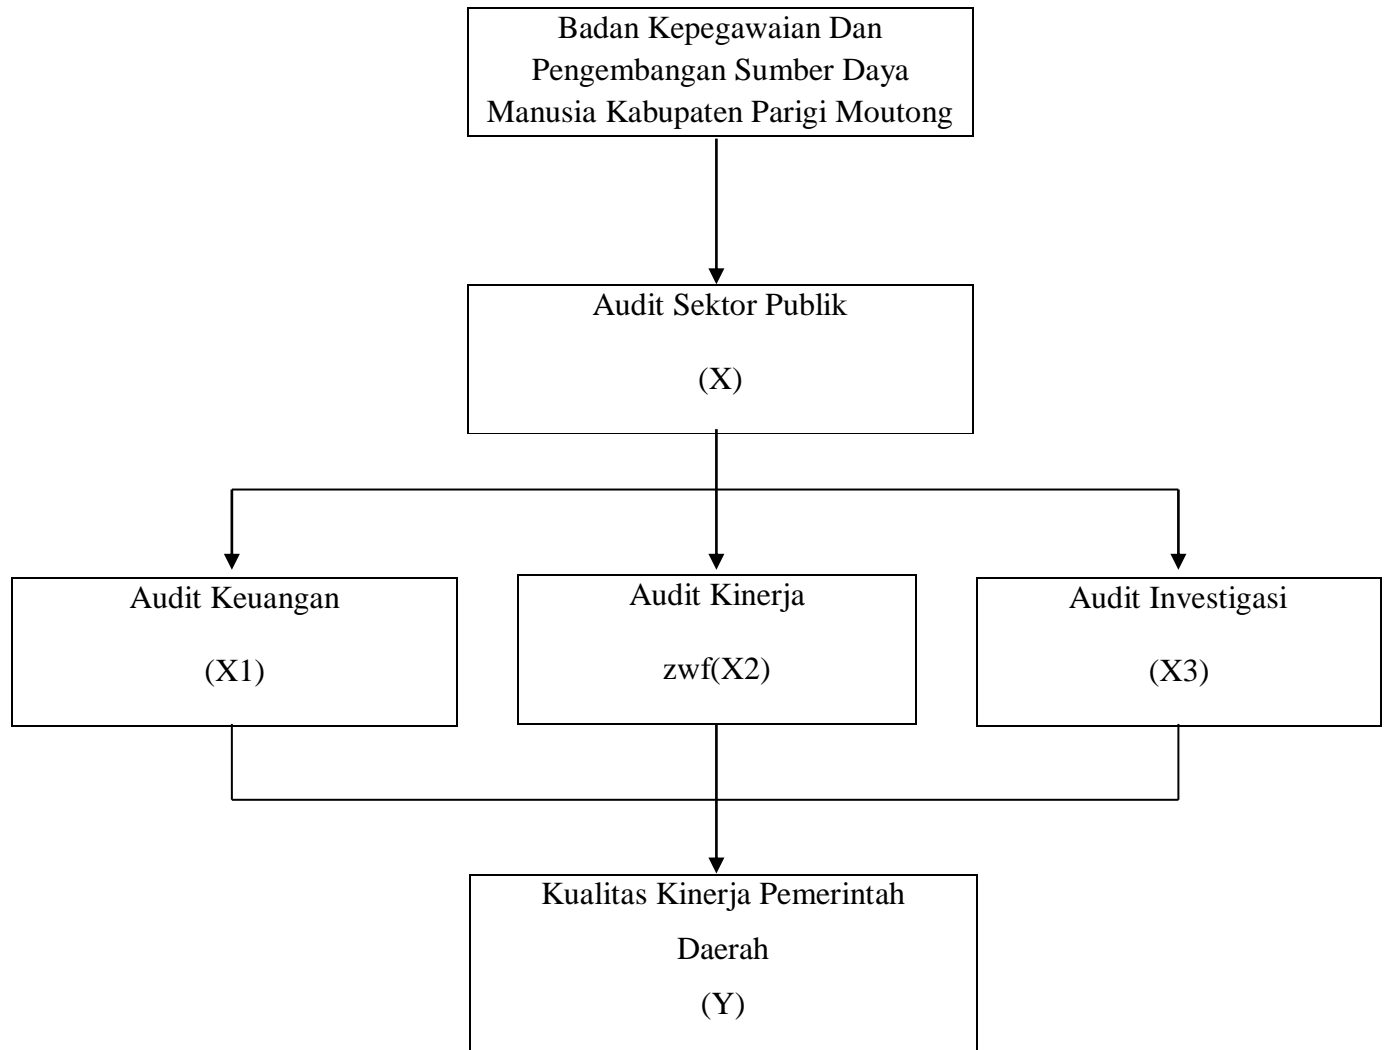 Badan Kepegawaian Dan
Pengembangan Sumber Daya
Manusia Kabupaten Parigi Moutong
Audit Sektor Publik
(X)
Audit Keuangan
(X1)
Audit Kinerja
zwf(X2)
Audit Investigasi
(X3)
Kualitas Kinerja Pemerintah
Daerah
(Y)